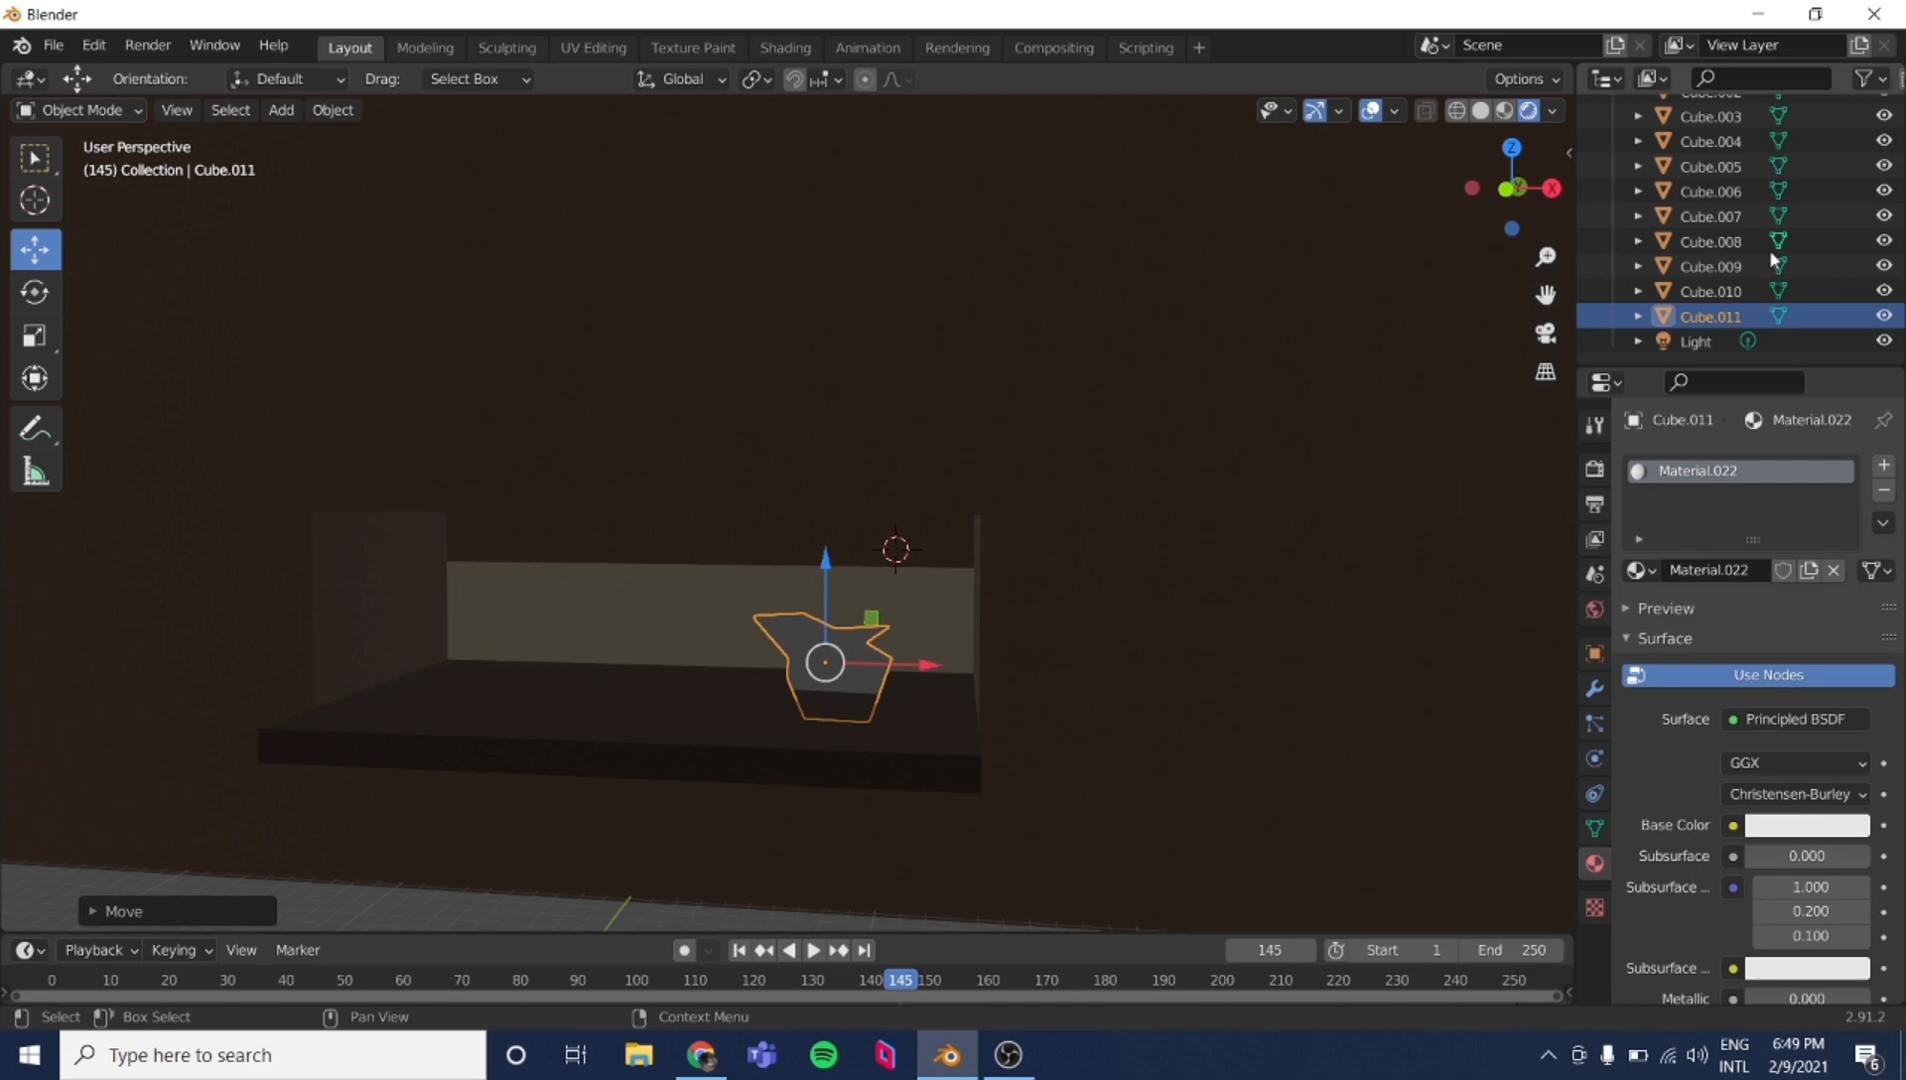 Blender
File Edit Render Window Help Layout Modeling Sculpting UV Editing Texture Paint Shading Animation Rendering Compositing Scripting + Scene View Layer
Orientation: Default Drag: Select Box Global Options
Object Mode View Select Add Object
User Perspective
(145) Collection | Cube.011
Z
Y X
Cube.002
Cube.003
Cube.004
Cube.005
Cube.006
Cube.007
Cube.008
Cube.009
Cube.010
Cube.011
Light
Cube.011 Material.022
Material.022
Material.022
Preview
Surface
Use Nodes
Surface Principled BSDF
GGX
Christensen-Burley
Base Color
Subsurface 0.000
Subsurface ... 1.000
0.200
0.100
Subsurface ...
Metallic 0.000
Move
Playback Keying View Marker 145 Start 1 End 250
0 10 20 30 40 50 60 70 80 90 100 110 120 130 140 145 150 160 170 180 190 200 210 220 230 240 250
Select Box Select Pan View Context Menu 2.91.2
Type here to search
ENG
INTL
6:49 PM
2/9/2021
6